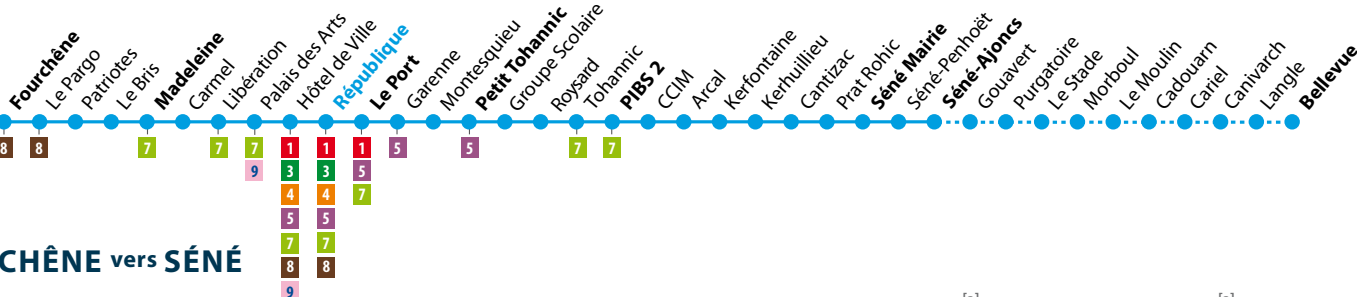 Fourchêne
Le Pargo
Patriotes
Le Bris
Madeleine
Carmel
Libération
Palais des Arts
Hôtel de Ville
République
Le Port
Garenne
Montesquieu
Petit Tohannic
Groupe Scolaire
Roysard
Tohannic
PIBS 2
CCIM
Arcal
Kerfontaine
Kerhuillieu
Cantizac
Prat Rohic
Séné Mairie
Séné-Penhoët
Séné-Ajoncs
Gouavert
Purgatoire
Le Stade
Morboul
Le Moulin
Cadouarn
Cariel
Canivarch
Langle
Bellevue
8 8 7 7 7 1 1 1 5 5 7 7
9 3 3 5
4 4 7
5 5
7 7
8 8
9
CHÊNE vers SÉNÉ